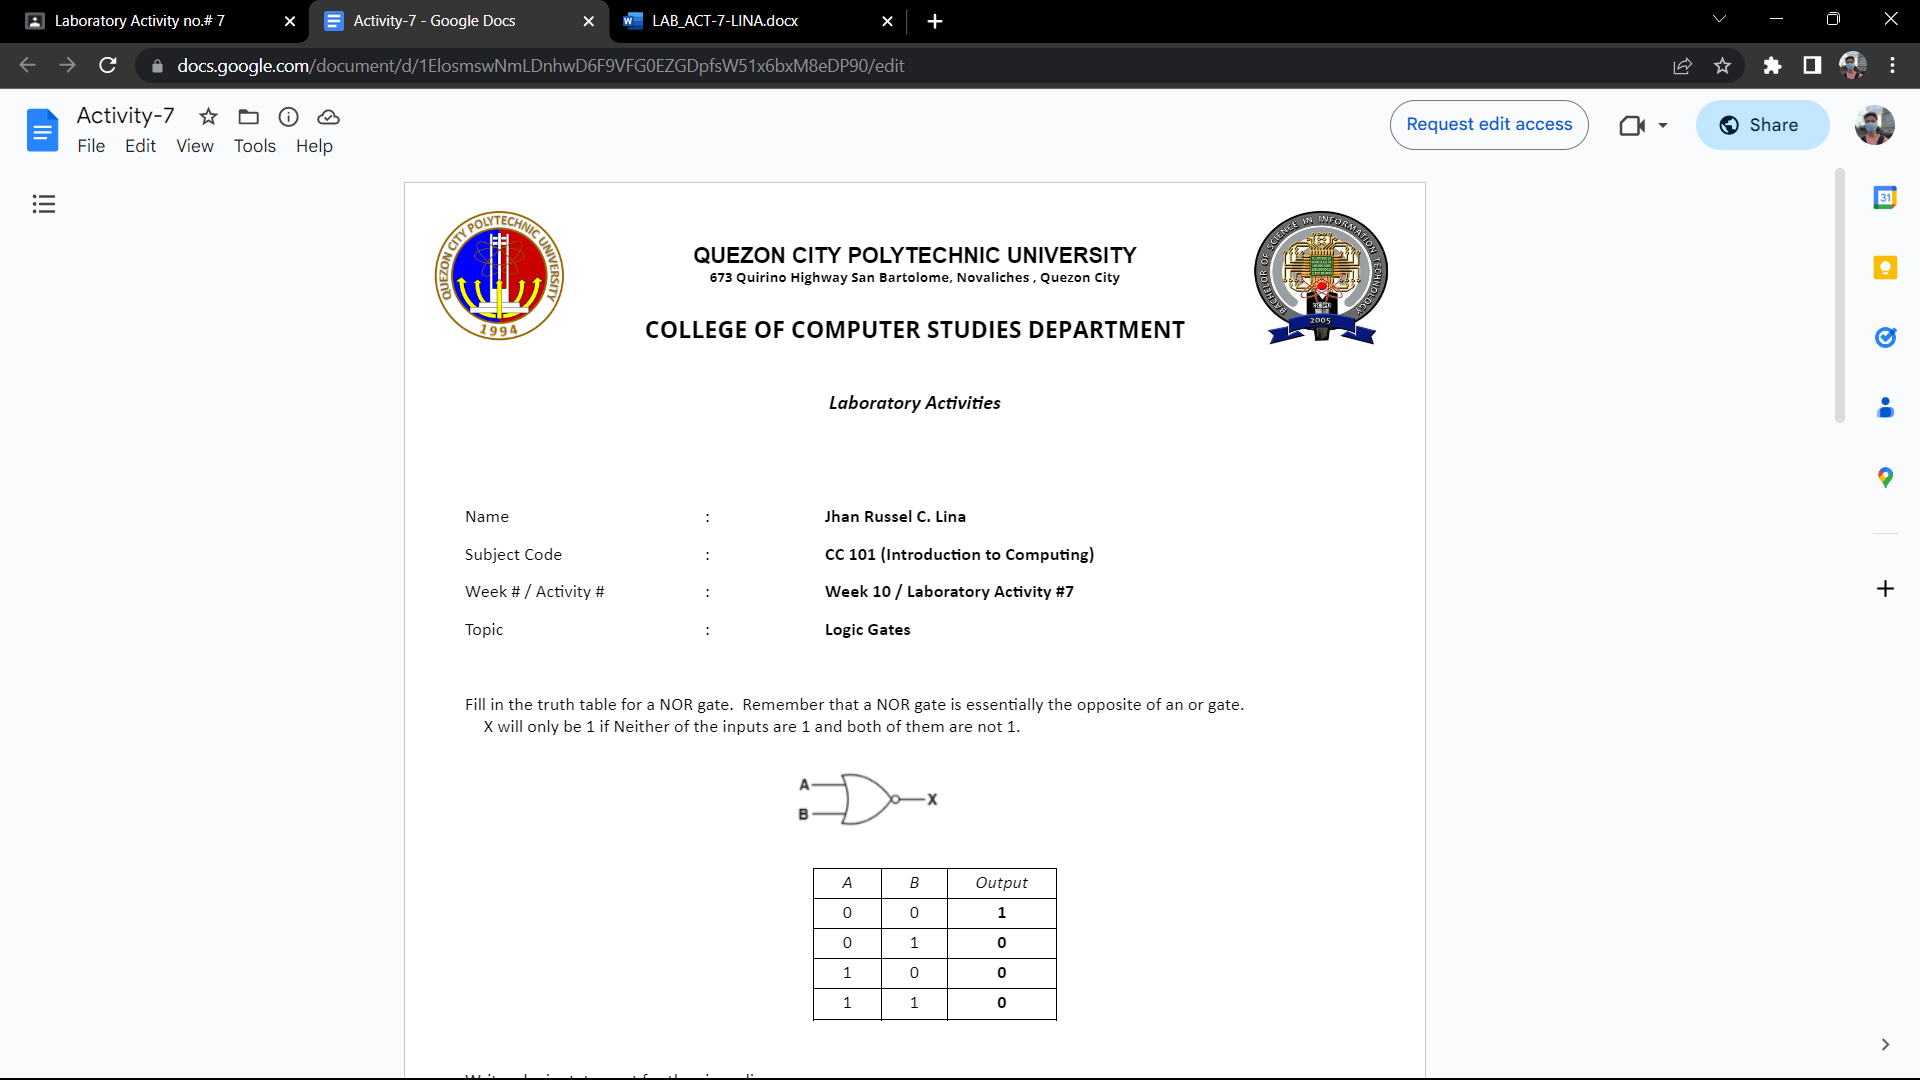 Laboratory Activity no.# 7
Activity-7 - Google Docs
LAB_ACT-7-LINA.docx
docs.google.com/document/d/1ElosmswNmLDnhwD6F9VFG0EZGDpfsW51x6bxM8eDP90/edit
Activity-7
File Edit View Tools Help
Request edit access
Share
31
QUEZON CITY POLYTECHNIC UNIVERSITY
1994
QUEZON CITY POLYTECHNIC UNIVERSITY
673 Quirino Highway San Bartolome, Novaliches , Quezon City
COLLEGE OF COMPUTER STUDIES DEPARTMENT
BACHELOR OF SCIENCE IN INFORMATION TECHNOLOGY
2005
Laboratory Activities
Name : Jhan Russel C. Lina
Subject Code : CC 101 (Introduction to Computing)
Week # / Activity # : Week 10 / Laboratory Activity #7
Topic : Logic Gates
Fill in the truth table for a NOR gate.  Remember that a NOR gate is essentially the opposite of an or gate.
X will only be 1 if Neither of the inputs are 1 and both of them are not 1.
A
B
X
A B Output
0 0 1
0 1 0
1 0 0
1 1 0